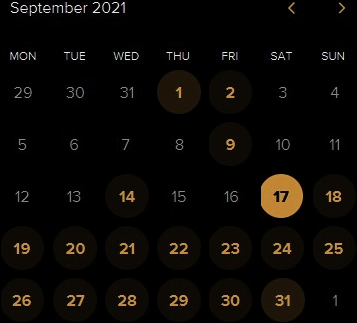 September 2021
MON TUE WED THU FRI SAT SUN
29 30 31 1 2 3 4
5 6 7 8 9 10 11
12 13 14 15 16 17 18
19 20 21 22 23 24 25
26 27 28 29 30 31 1